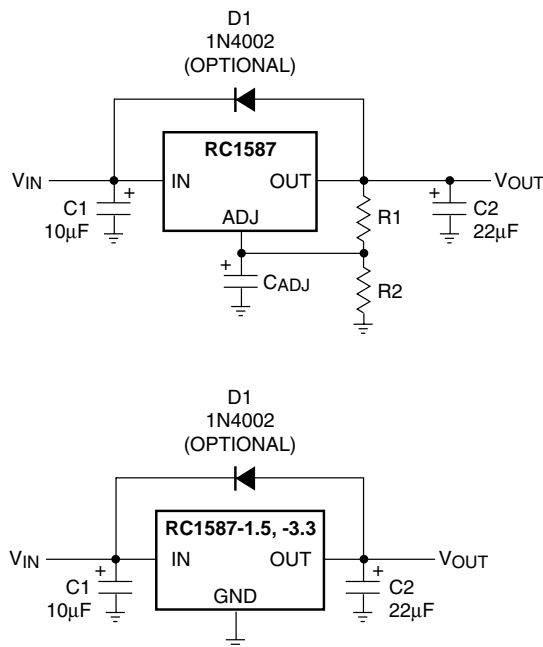 D1
1N4002
(OPTIONAL)
RC1587
VIN
IN
OUT
VOUT
+
C1
10μF
ADJ
R1
+
C2
22μF
+
CADJ
R2
D1
1N4002
(OPTIONAL)
RC1587-1.5, -3.3
VIN
IN
OUT
VOUT
+
C1
10μF
GND
+
C2
22μF